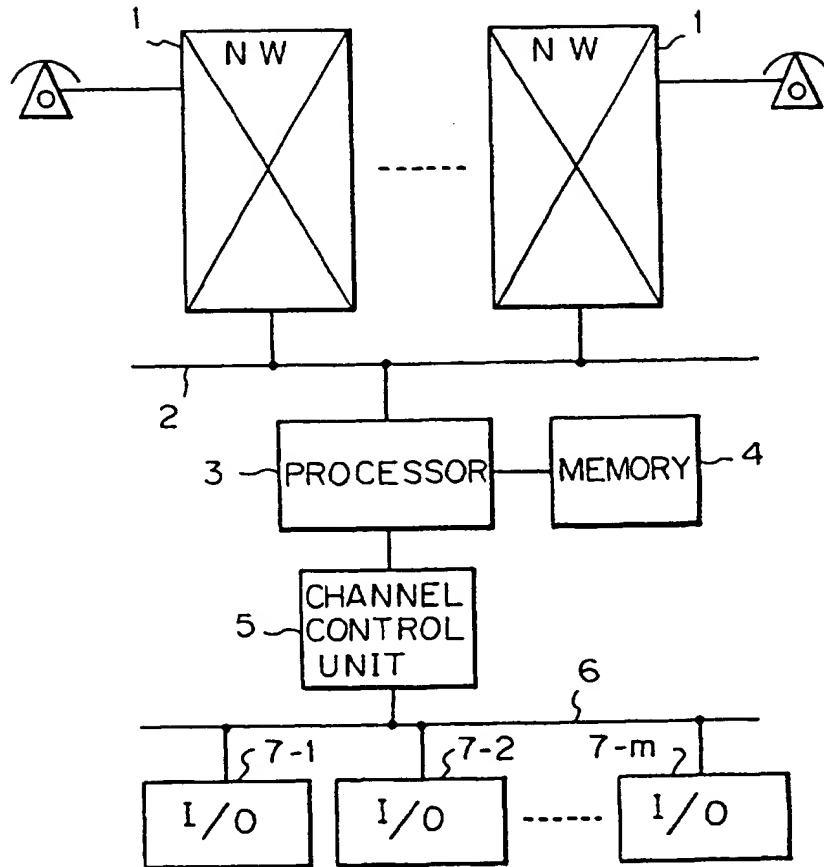 1
NW
NW
1
2
3
PROCESSOR
MEMORY
4
5
CHANNEL
CONTROL
UNIT
6
7-1
7-2
7-m
I/O
I/O
I/O